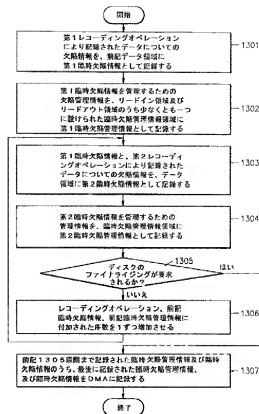 開始
第1レコーディングオペレーション
により記録されたデータについての
欠陥情報を、前記データ領域に
第1臨時欠陥情報として記録する
1301
第1臨時欠陥情報を管理するための
欠陥管理情報を、リードイン領域及び
リードアウト領域のうち少なくとも一つ
に設けられた臨時欠陥管理情報領域に
第1臨時欠陥管理情報として記録する
1302
第1臨時欠陥情報と、第2レコーディ
ングオペレーションにより記録された
データについての欠陥情報を、データ
領域に第2臨時欠陥情報として記録する
1303
第2臨時欠陥情報を管理するための
管理情報を、臨時欠陥管理情報領域に
第2臨時欠陥管理情報として記録する
1304
1305
ディスクの
ファイナライジングが要求
されるか?
はい
いいえ
レコーディングオペレーション、前記
臨時欠陥情報、前記臨時欠陥管理情報に
付加された序数を1ずつ増加させる
1306
前記1305段階まで記録された臨時欠陥管理情報及び臨時
欠陥情報のうち、最後に記録された臨時欠陥管理情報、
及び臨時欠陥情報をDMAに記録する
1307
終了